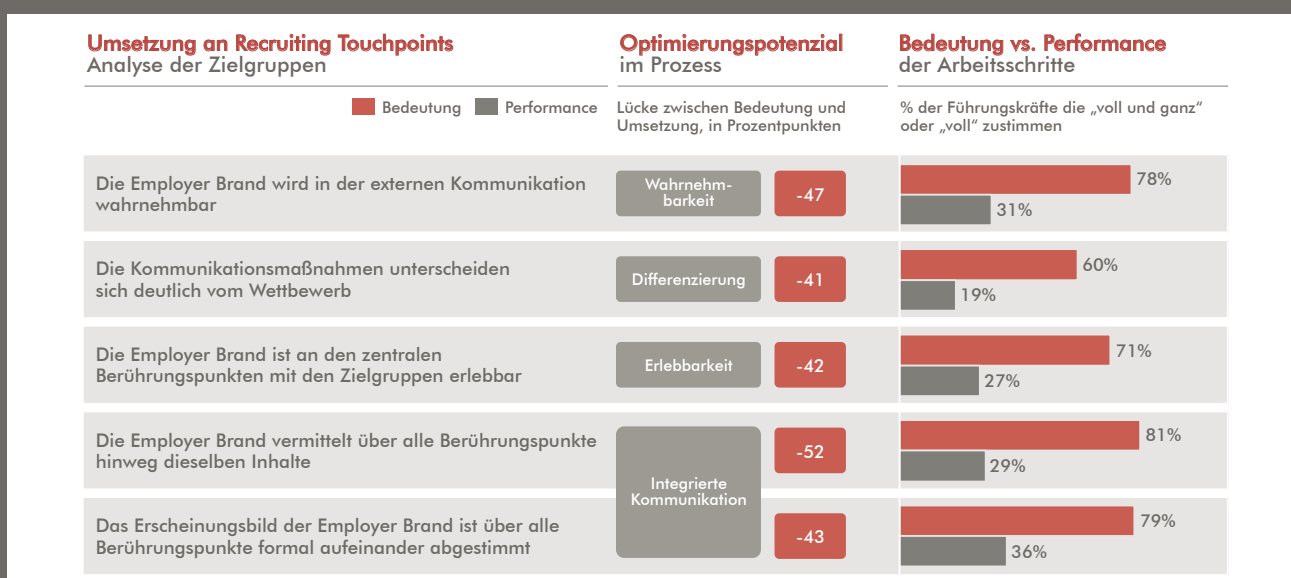 Umsetzung an Recruiting Touchpoints
Analyse der Zielgruppen
Optimierungspotenzial
im Prozess
Bedeutung vs. Performance
der Arbeitsschritte
Bedeutung
Performance
Lücke zwischen Bedeutung und
Umsetzung, in Prozentpunkten
% der Führungskräfte die „voll und ganz“
oder „voll“ zustimmen
Die Employer Brand wird in der externen Kommunikation
wahrnehmbar
Wahrnehm-
barkeit
-47
78%
31%
Die Kommunikationsmaßnahmen unterscheiden
sich deutlich vom Wettbewerb
Differenzierung
-41
60%
19%
Die Employer Brand ist an den zentralen
Berührungspunkten mit den Zielgruppen erlebbar
Erlebbarkeit
-42
71%
27%
Die Employer Brand vermittelt über alle Berührungspunkte
hinweg dieselben Inhalte
Integrierte
Kommunikation
-52
81%
29%
Das Erscheinungsbild der Employer Brand ist über alle
Berührungspunkte formal aufeinander abgestimmt
-43
79%
36%